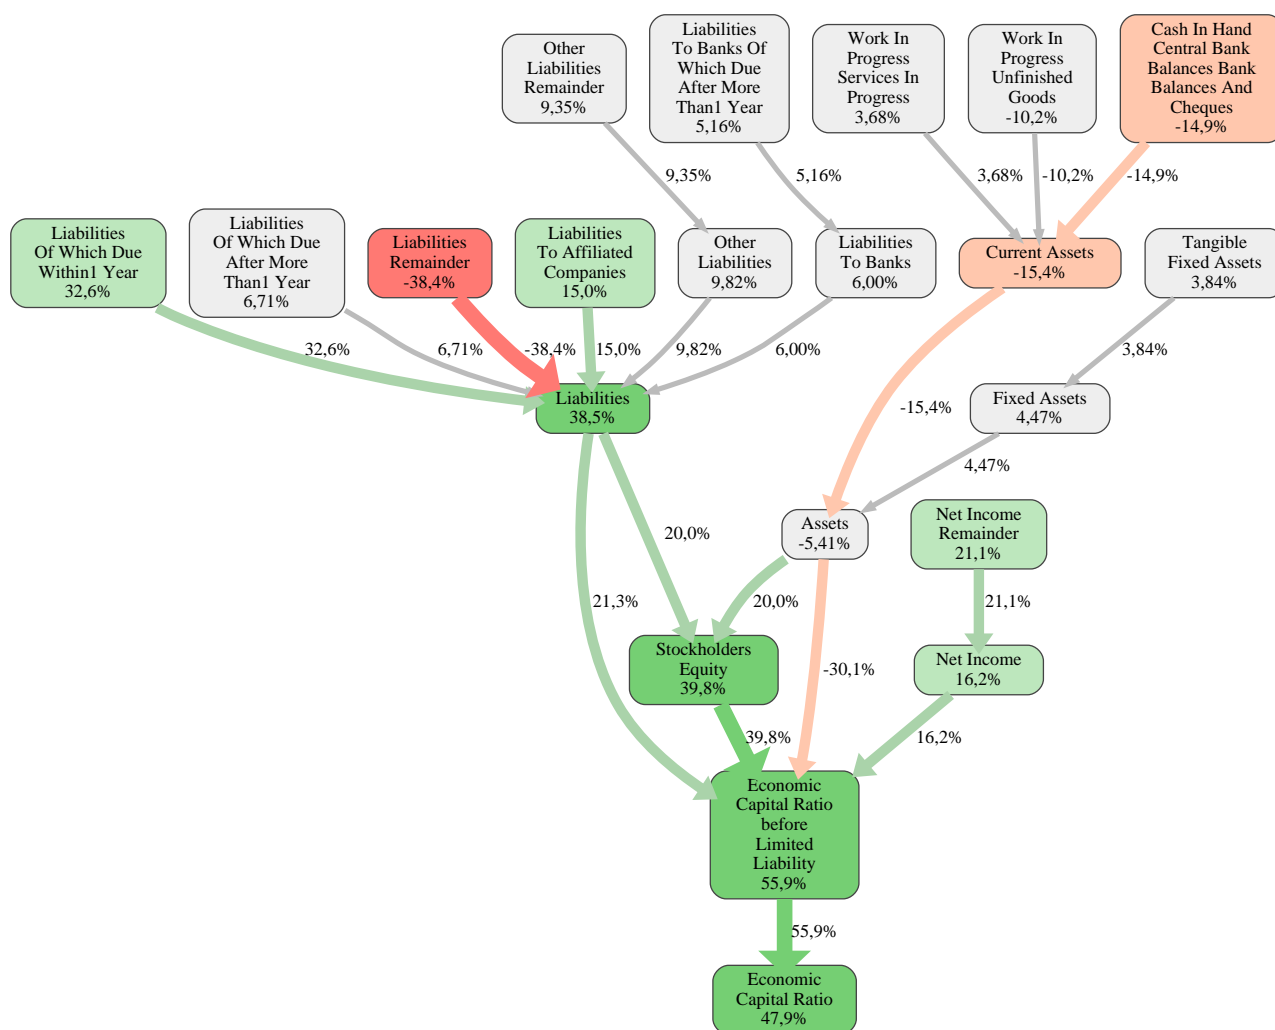 Other
Liabilities
Remainder
9,35%
Liabilities
To Banks Of
Which Due
After More
Than1 Year
5,16%
Work In
Progress
Services In
Progress
3,68%
Work In
Progress
Unfinished
Goods
-10,2%
Cash In Hand
Central Bank
Balances Bank
Balances And
Cheques
-14,9%
9,35%
5,16%
3,68%
-10,2%
-14,9%
Liabilities
Of Which Due
Within1 Year
32,6%
Liabilities
Of Which Due
After More
Than1 Year
6,71%
Liabilities
Remainder
-38,4%
Liabilities
To Affiliated
Companies
15,0%
Other
Liabilities
9,82%
Liabilities
To Banks
6,00%
Current Assets
-15,4%
Tangible
Fixed Assets
3,84%
32,6%
6,71%
-38,4%
15,0%
9,82%
6,00%
3,84%
Liabilities
38,5%
-15,4%
Fixed Assets
4,47%
4,47%
20,0%
Assets
-5,41%
Net Income
Remainder
21,1%
21,3%
20,0%
21,1%
Stockholders
Equity
39,8%
-30,1%
Net Income
16,2%
39,8%
16,2%
Economic
Capital Ratio
before
Limited
Liability
55,9%
55,9%
Economic
Capital Ratio
47,9%